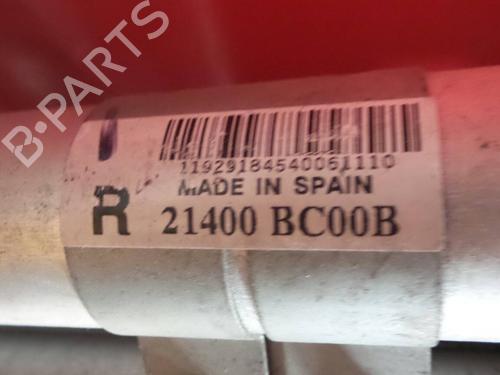 B-PARTS
11929184540061110
MADE IN SPAIN
R 21400 BC00B